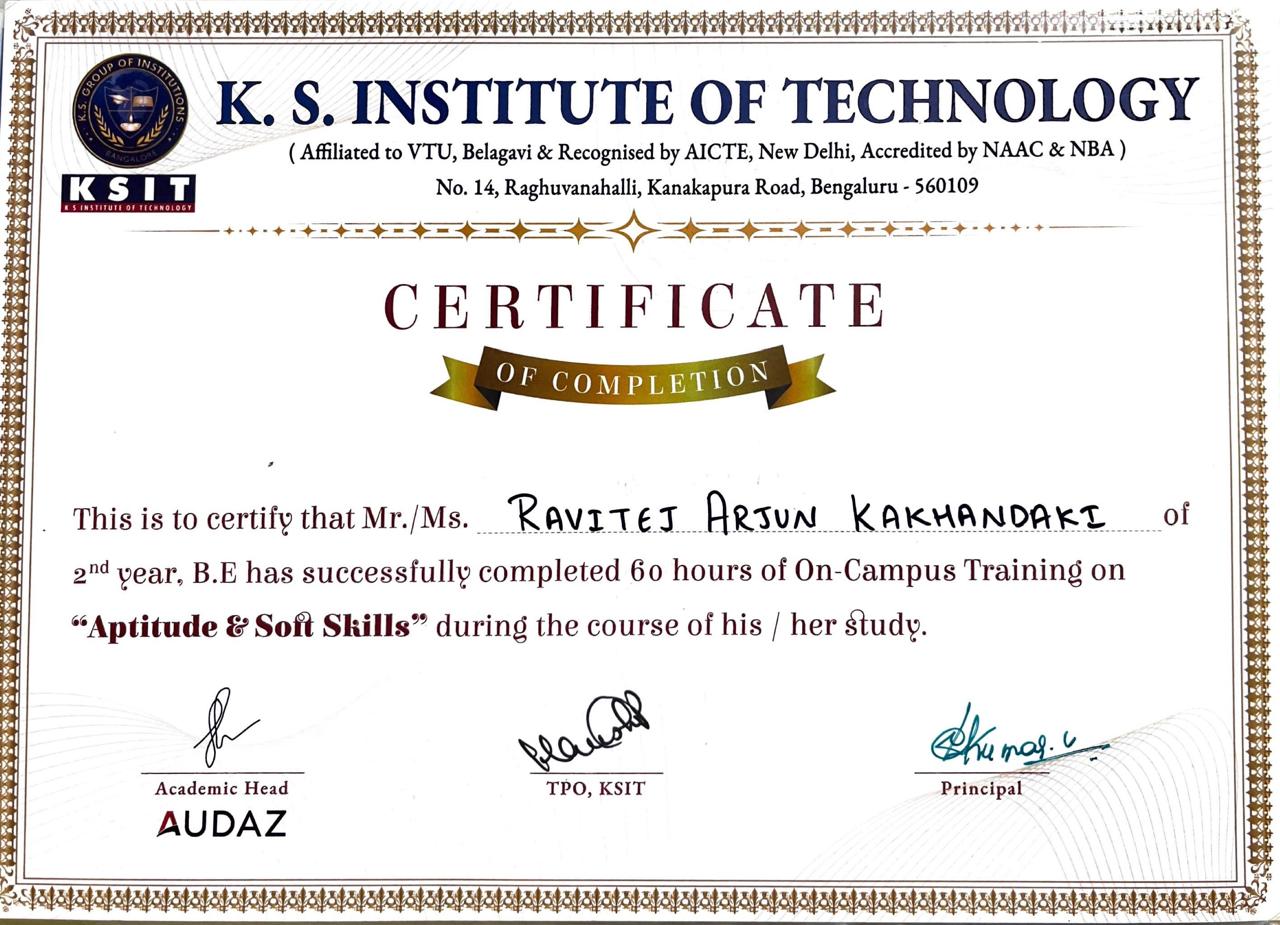 K. S. GROUP OF INSTITUTIONS
BANGALORE
KSIT
K S INSTITUTE OF TECHNOLOGY
K. S. INSTITUTE OF TECHNOLOGY
( Affiliated to VTU, Belagavi & Recognised by AICTE, New Delhi, Accredited by NAAC & NBA )
No. 14, Raghuvanahalli, Kanakapura Road, Bengaluru - 560109
CERTIFICATE
OF COMPLETION
This is to certify that Mr./Ms. RAVITEJ ARJUN KAKHANDAKI of
2nd year, B.E has successfully completed 60 hours of On-Campus Training on
“Aptitude & Soft Skills” during the course of his / her study.
Academic Head
AUDAZ
TPO, KSIT
Principal